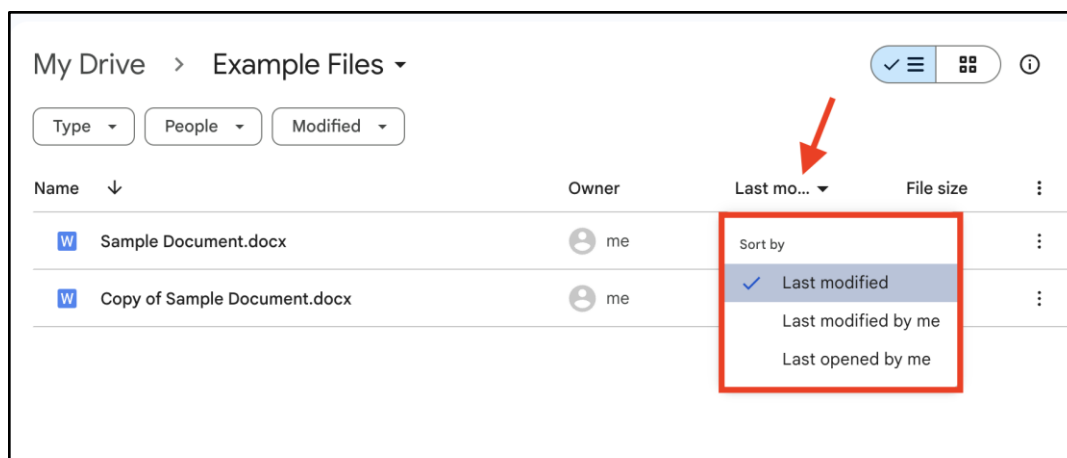 My Drive > Example Files
Type People Modified
Name Owner Last mo... File size
W Sample Document.docx me
W Copy of Sample Document.docx me
Sort by
Last modified
Last modified by me
Last opened by me